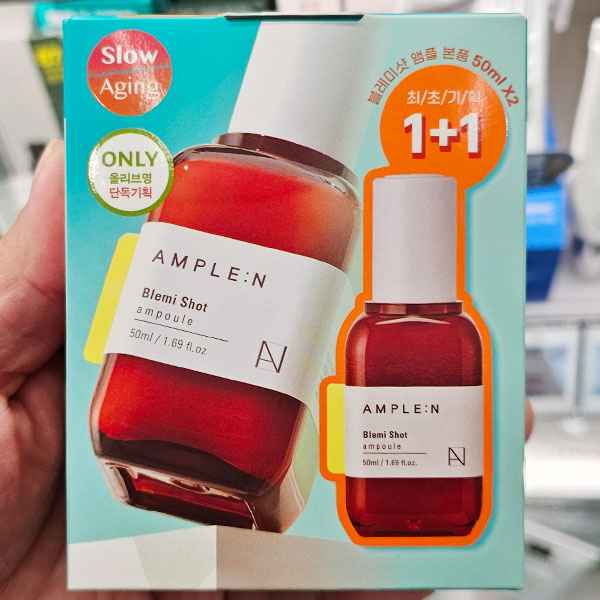 Slow
Aging
ONLY
올리브영
단독기획
블레미샷 앰플 본품 50ml X2
최/초/기/획
1+1
AMPLE:N
Blemi Shot
ampoule
50ml / 1.69 fl.oz
AN
AMPLE:N
Blemi Shot
ampoule
50ml / 1.69 fl.oz.
AN